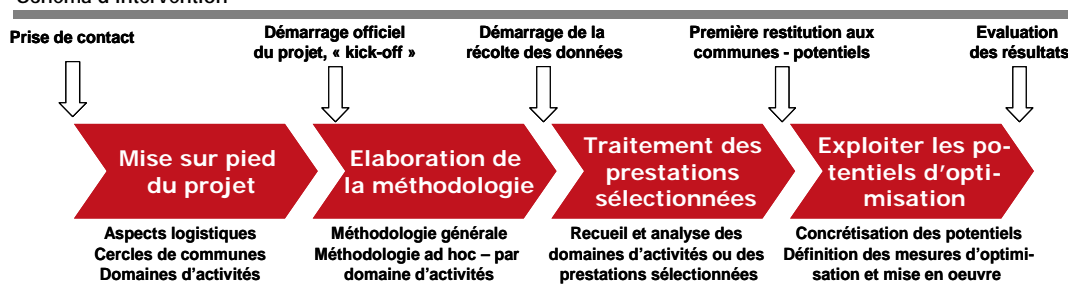 Schéma d'intervention
Prise de contact
Démarrage officiel
du projet, « kick-off »
Démarrage de la
récolte des données
Première restitution aux
communes - potentiels
Evaluation
des résultats
Mise sur pied
du projet
Elaboration de
la méthodologie
Traitement des
prestations
sélectionnées
Exploiter les po-
tentiels d'opti-
misation
Aspects logistiques
Cercles de communes
Domaines d'activités
Méthodologie générale
Méthodologie ad hoc – par
domaine d'activités
Recueil et analyse des
domaines d'activités ou des
prestations sélectionnées
Concrétisation des potentiels
Définition des mesures d'optimi-
sation et mise en oeuvre